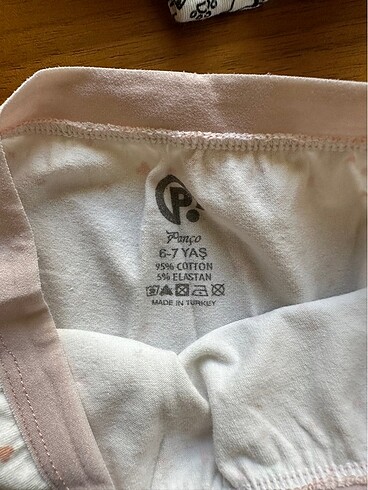 P.
Panço
6-7 YAŞ
95% COTTON
5% ELASTAN
MADE IN TURKEY